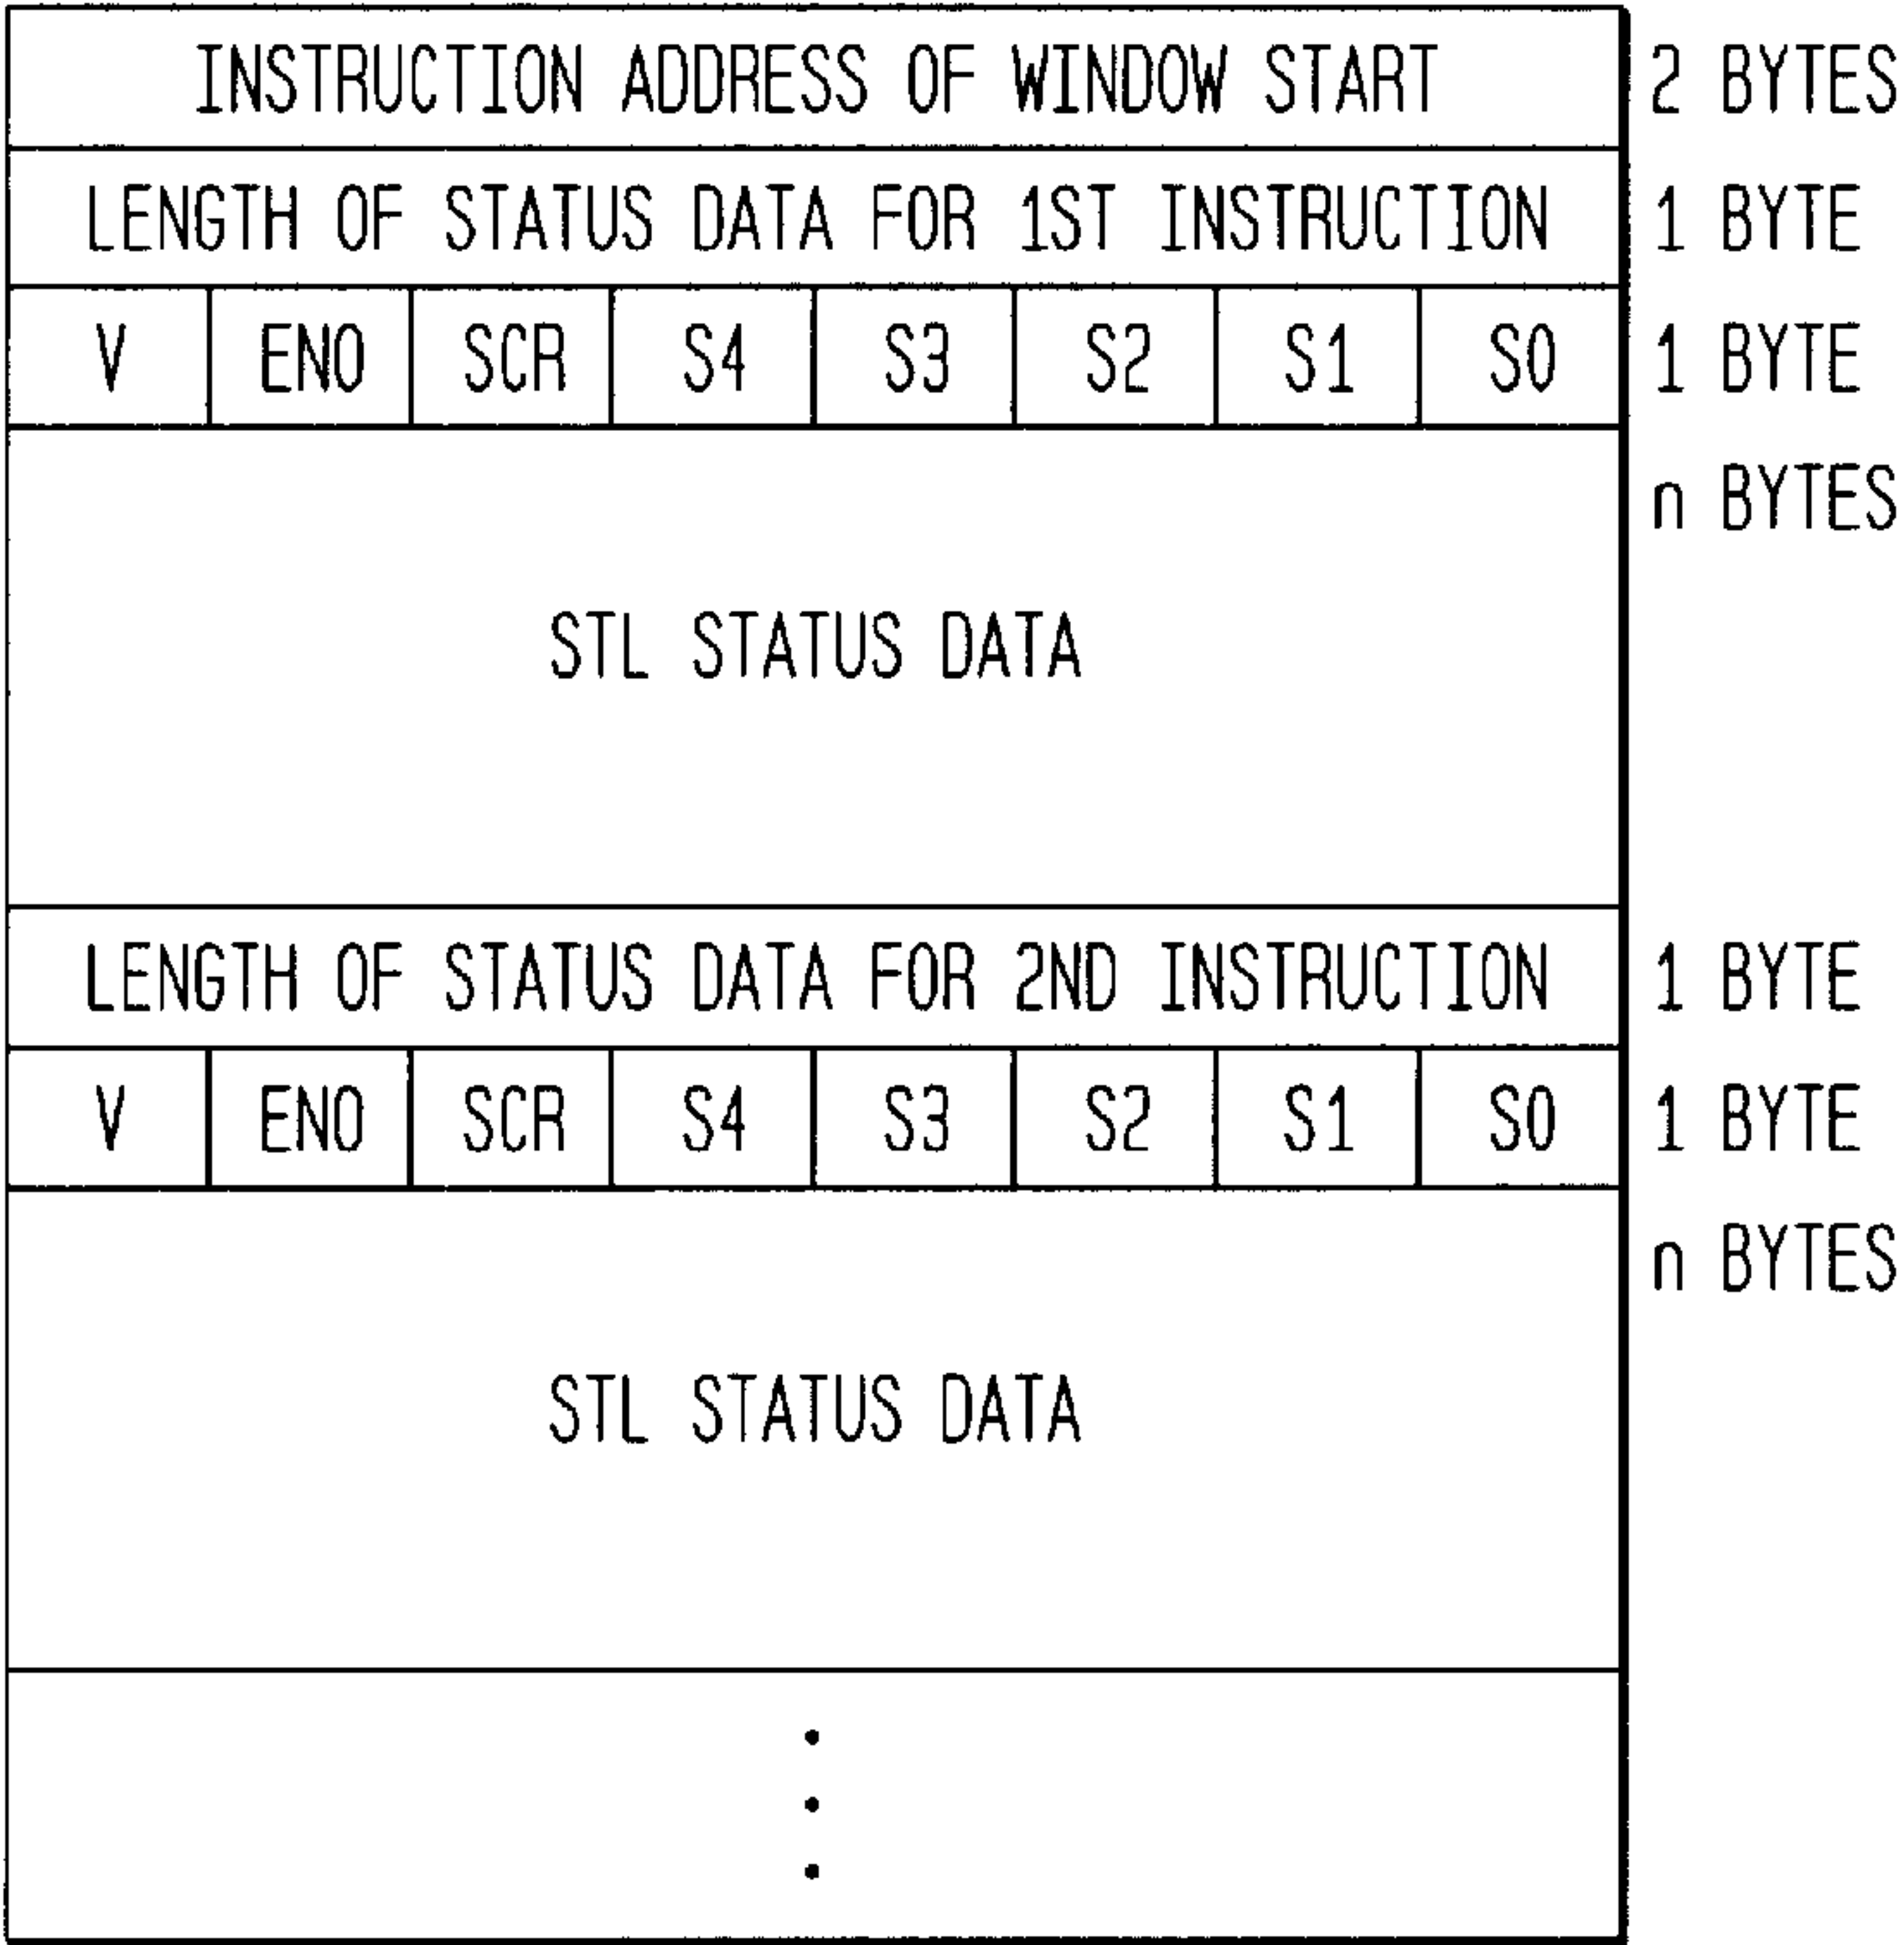 INSTRUCTION ADDRESS OF WINDOW START 2 BYTES
LENGTH OF STATUS DATA FOR 1ST INSTRUCTION 1 BYTE
V ENO SCR S4 S3 S2 S1 S0 1 BYTE
n BYTES
STL STATUS DATA
LENGTH OF STATUS DATA FOR 2ND INSTRUCTION 1 BYTE
V ENO SCR S4 S3 S2 S1 S0 1 BYTE
n BYTES
STL STATUS DATA